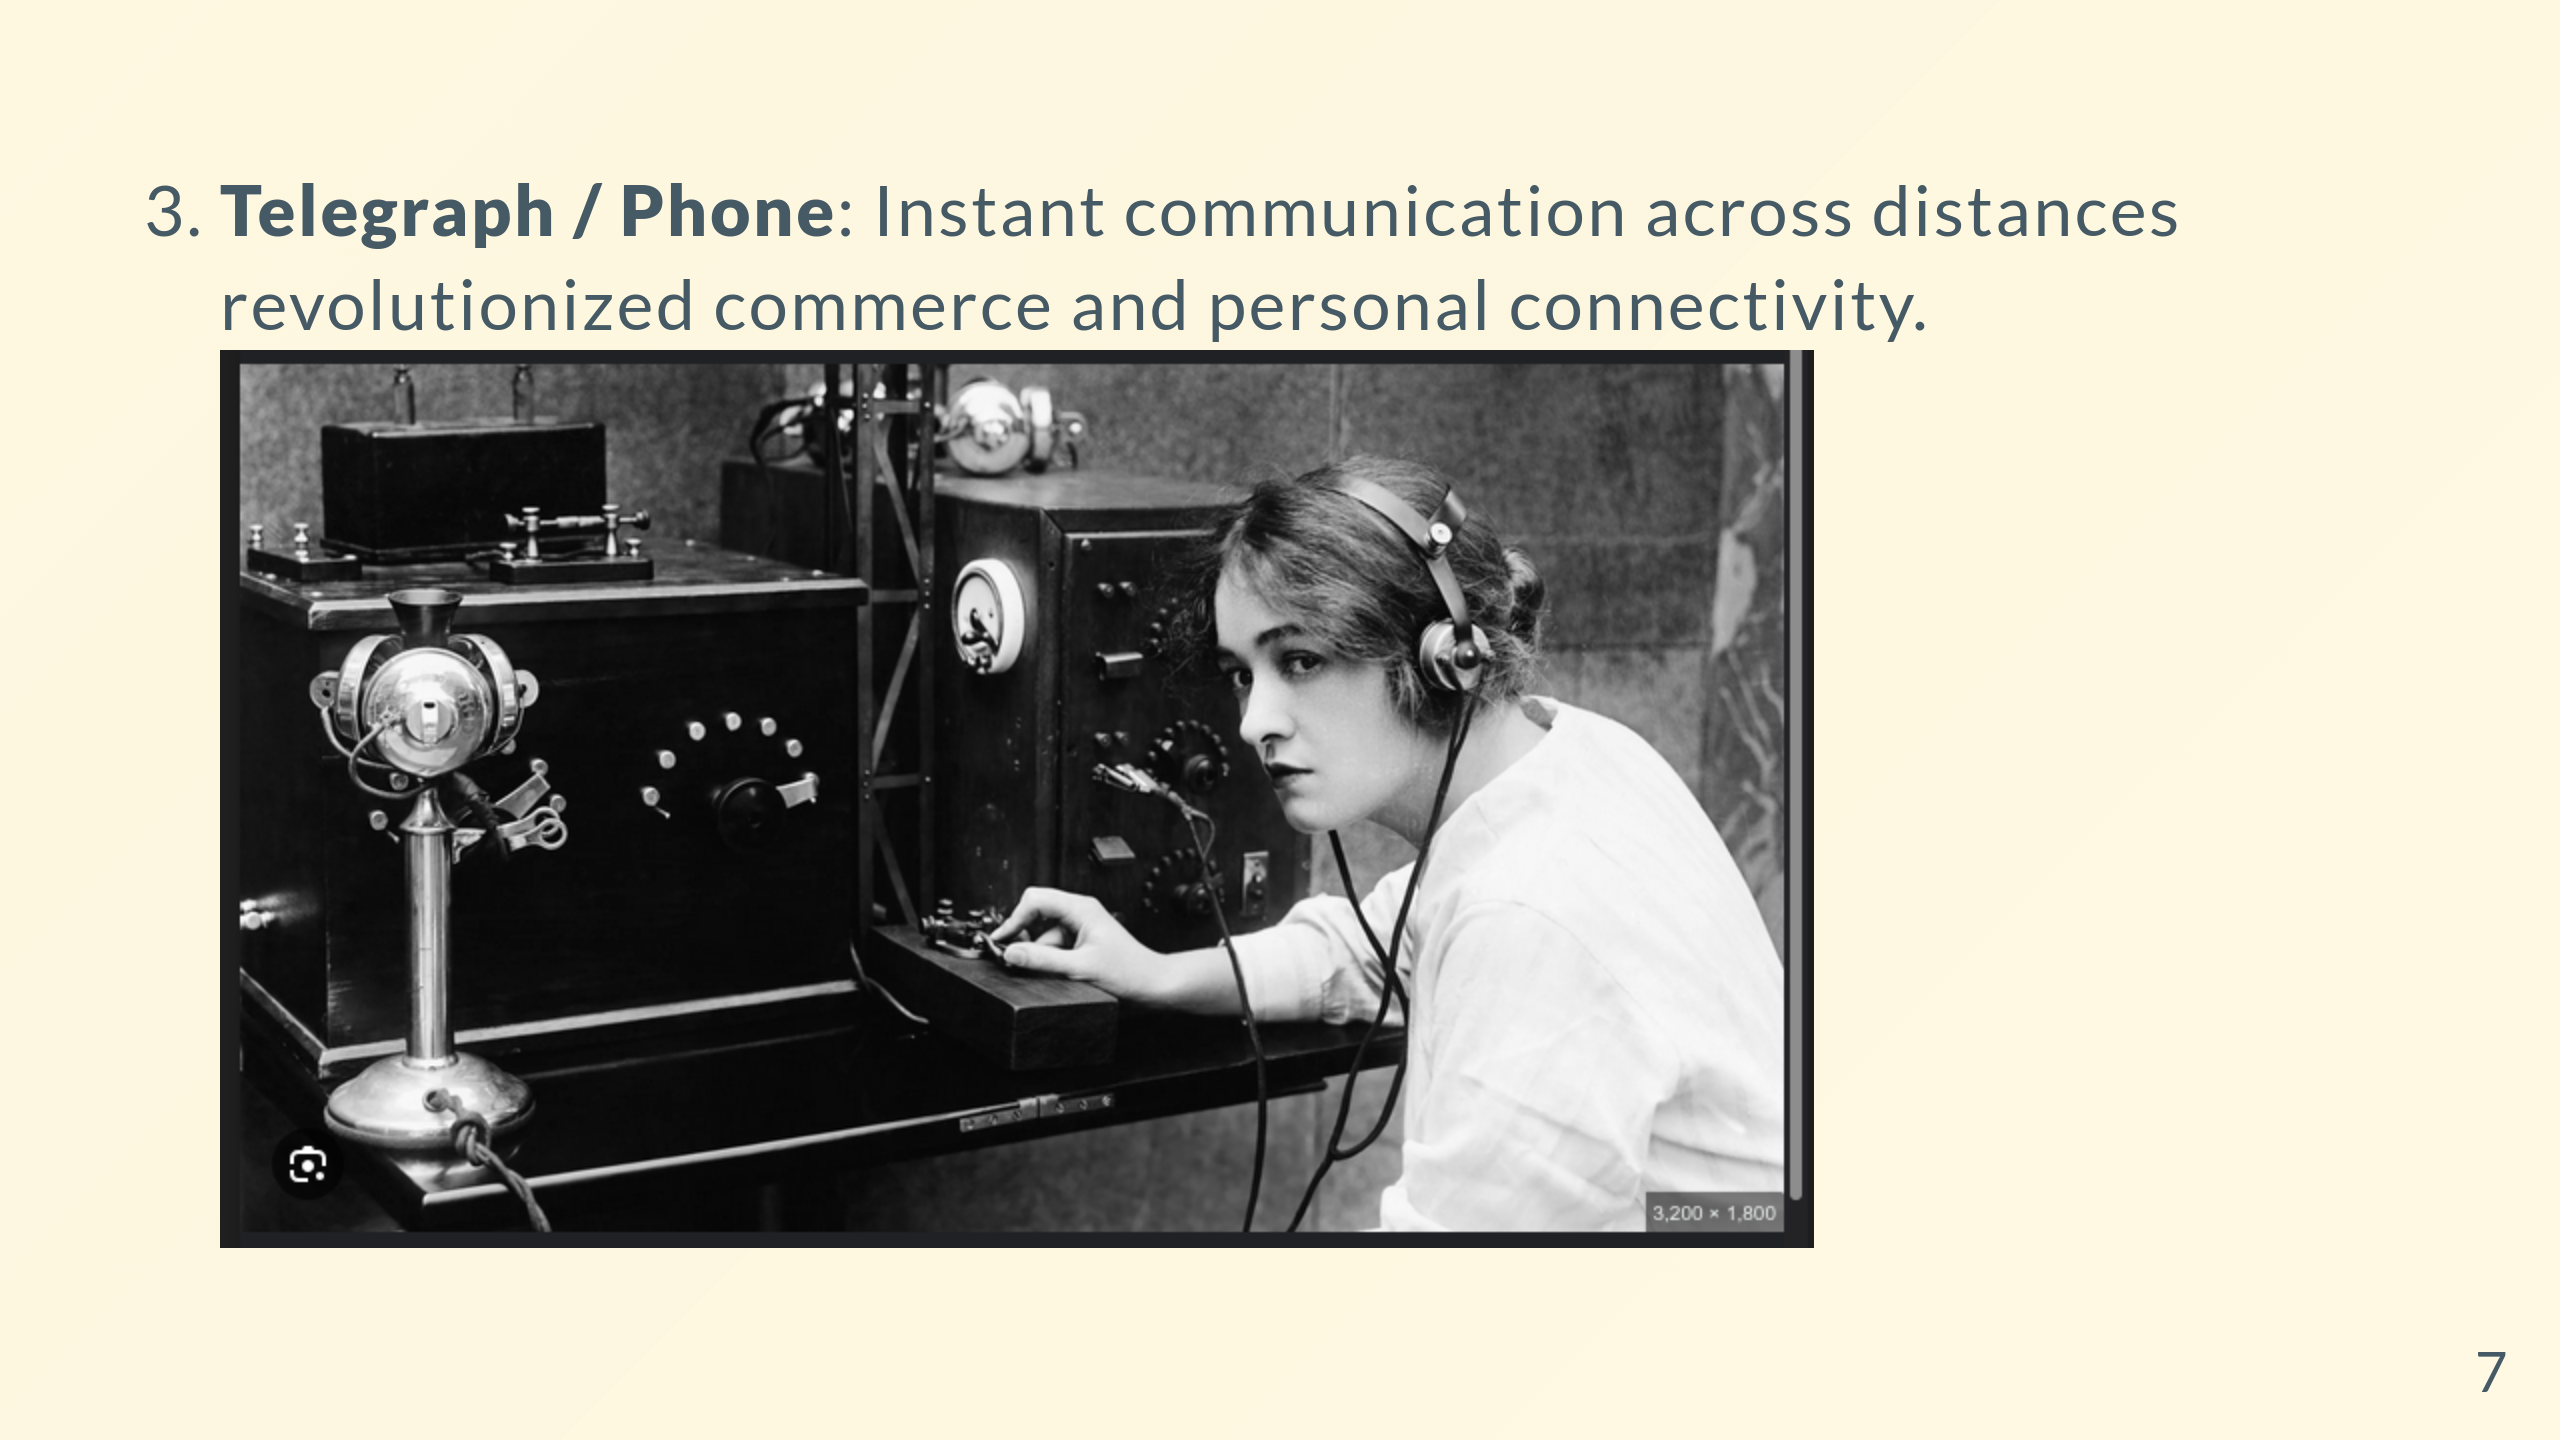 3. Telegraph / Phone: Instant communication across distances
revolutionized commerce and personal connectivity.
3,200 × 1,800
7